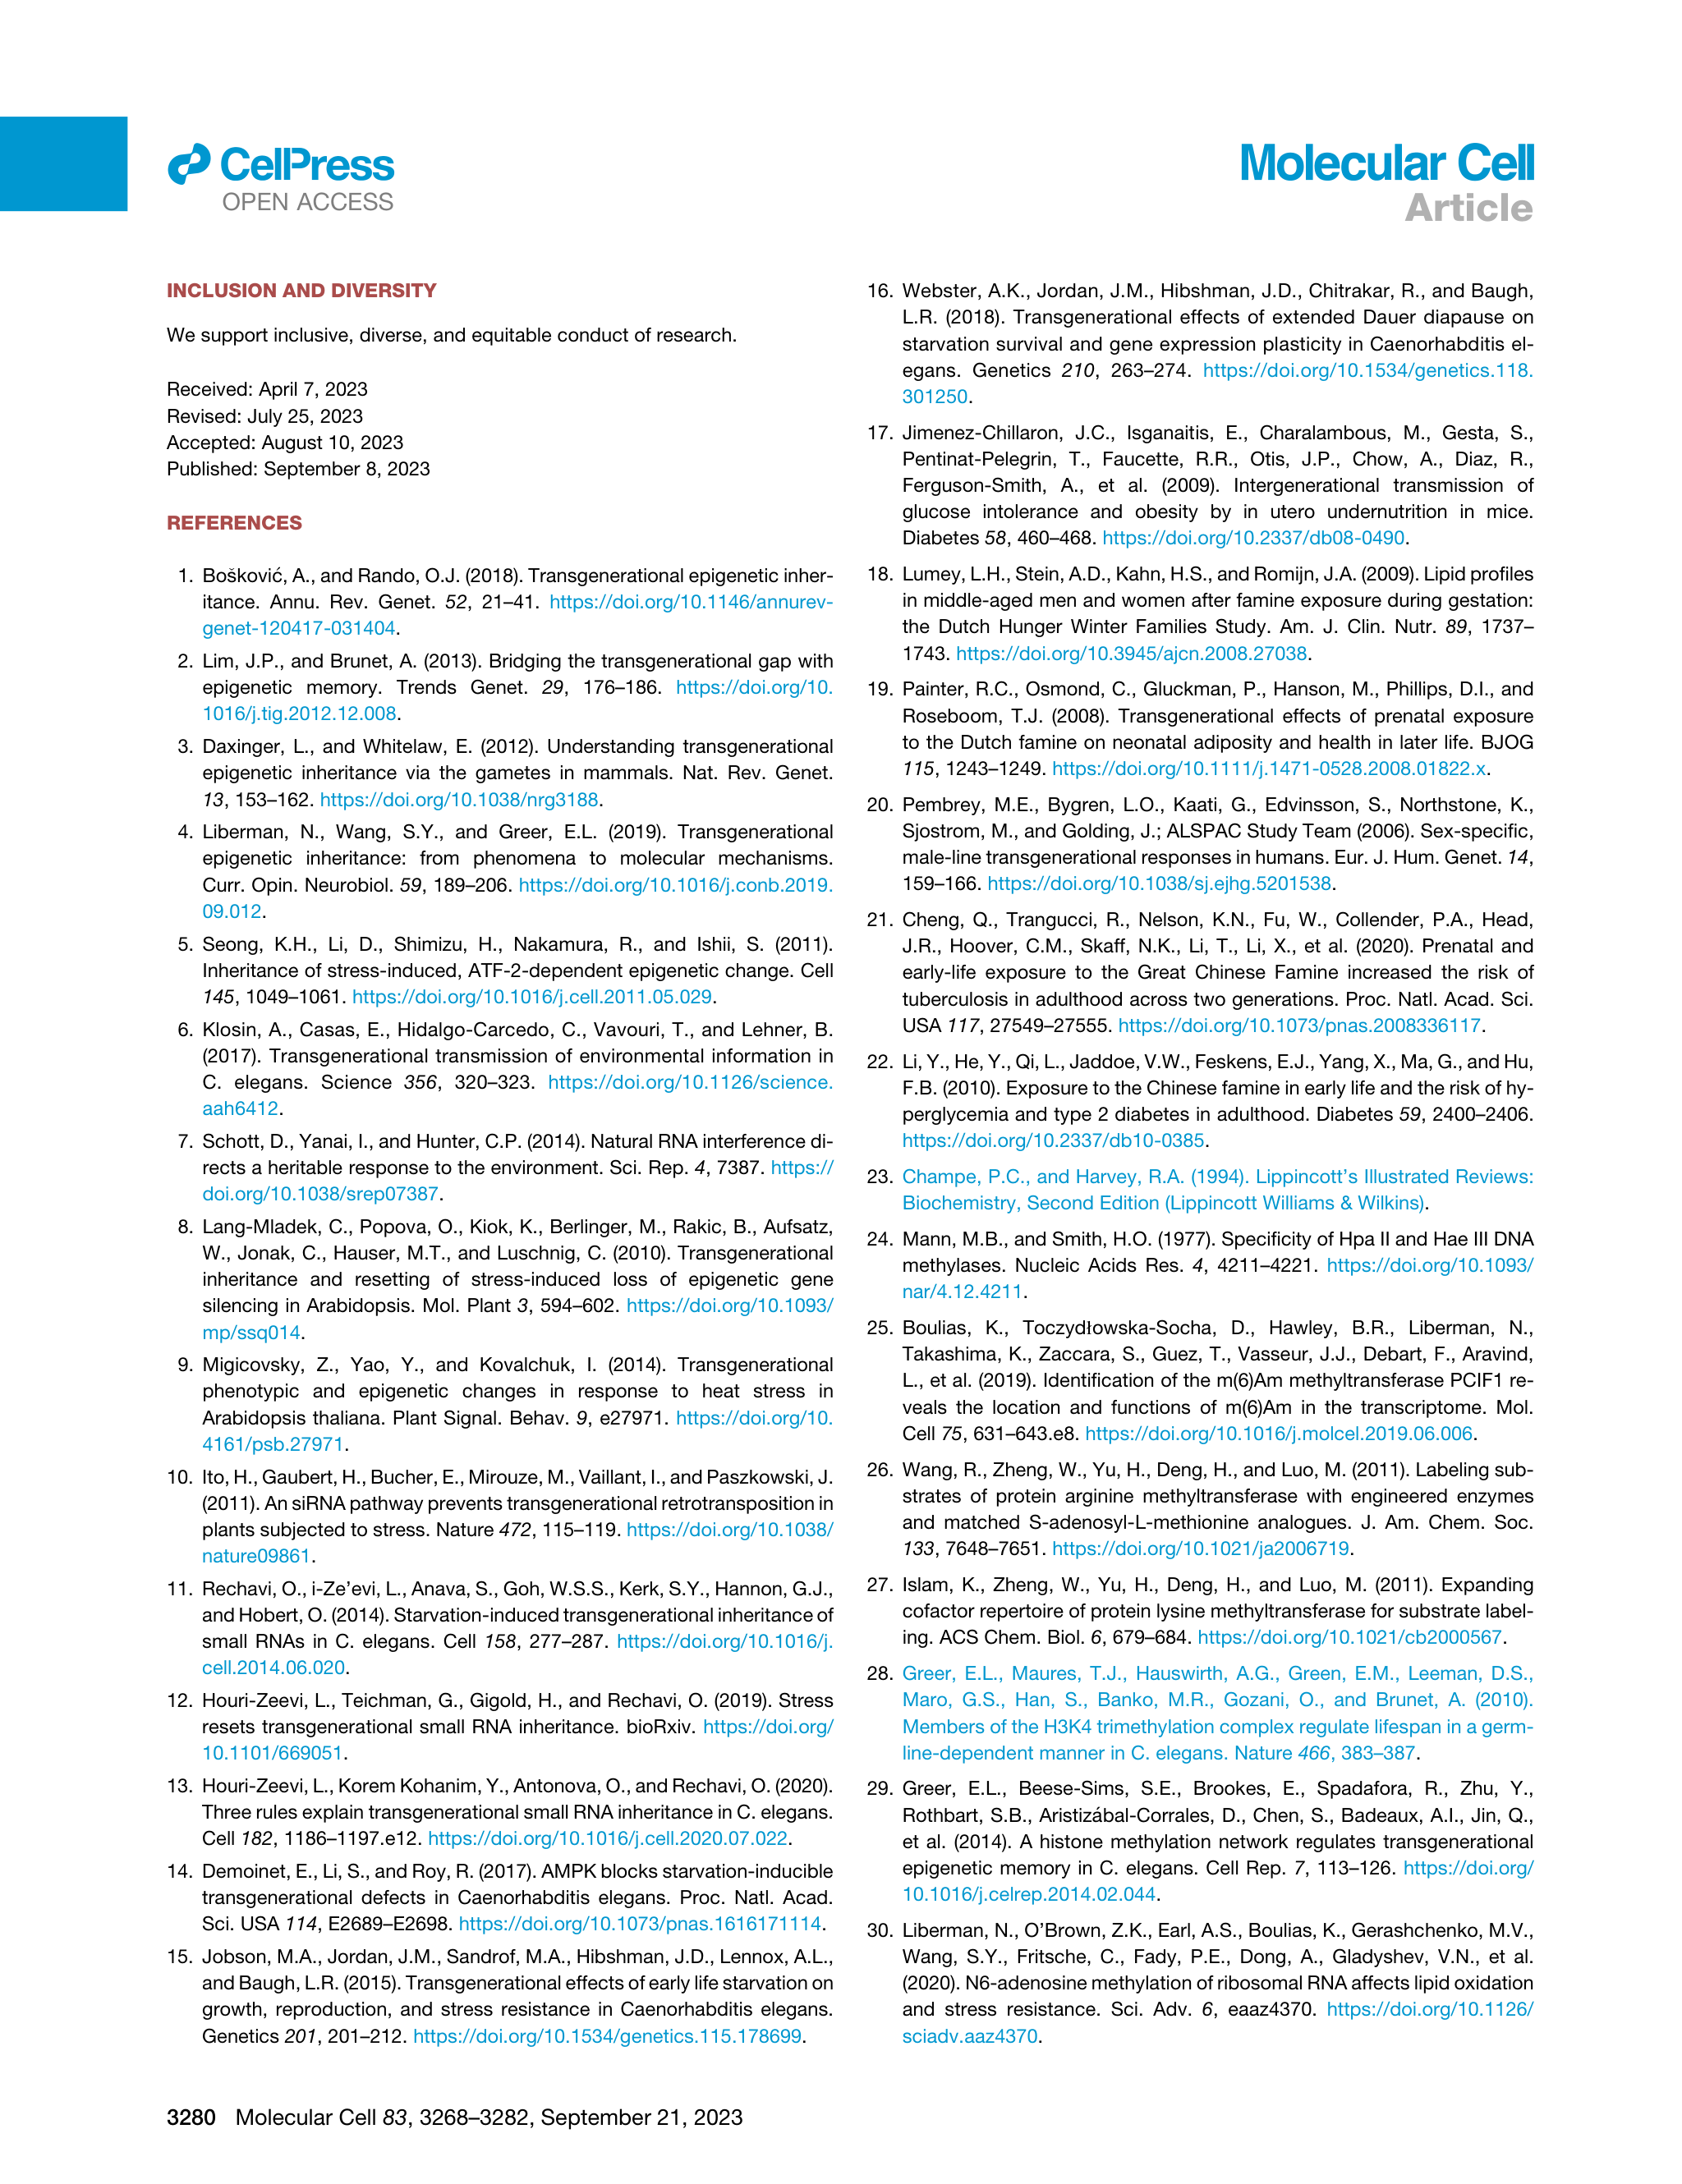 CellPress
OPEN ACCESS
Molecular Cell
Article
INCLUSION AND DIVERSITY
We support inclusive, diverse, and equitable conduct of research.
Received: April 7, 2023
Revised: July 25, 2023
Accepted: August 10, 2023
Published: September 8, 2023
REFERENCES
1. Bošković, A., and Rando, O.J. (2018). Transgenerational epigenetic inher-
itance. Annu. Rev. Genet. 52, 21–41. https://doi.org/10.1146/annurev-
genet-120417-031404.
2. Lim, J.P., and Brunet, A. (2013). Bridging the transgenerational gap with
epigenetic memory. Trends Genet. 29, 176–186. https://doi.org/10.
1016/j.tig.2012.12.008.
3. Daxinger, L., and Whitelaw, E. (2012). Understanding transgenerational
epigenetic inheritance via the gametes in mammals. Nat. Rev. Genet.
13, 153–162. https://doi.org/10.1038/nrg3188.
4. Liberman, N., Wang, S.Y., and Greer, E.L. (2019). Transgenerational
epigenetic inheritance: from phenomena to molecular mechanisms.
Curr. Opin. Neurobiol. 59, 189–206. https://doi.org/10.1016/j.conb.2019.
09.012.
5. Seong, K.H., Li, D., Shimizu, H., Nakamura, R., and Ishii, S. (2011).
Inheritance of stress-induced, ATF-2-dependent epigenetic change. Cell
145, 1049–1061. https://doi.org/10.1016/j.cell.2011.05.029.
6. Klosin, A., Casas, E., Hidalgo-Carcedo, C., Vavouri, T., and Lehner, B.
(2017). Transgenerational transmission of environmental information in
C. elegans. Science 356, 320–323. https://doi.org/10.1126/science.
aah6412.
7. Schott, D., Yanai, I., and Hunter, C.P. (2014). Natural RNA interference di-
rects a heritable response to the environment. Sci. Rep. 4, 7387. https://
doi.org/10.1038/srep07387.
8. Lang-Mladek, C., Popova, O., Kiok, K., Berlinger, M., Rakic, B., Aufsatz,
W., Jonak, C., Hauser, M.T., and Luschnig, C. (2010). Transgenerational
inheritance and resetting of stress-induced loss of epigenetic gene
silencing in Arabidopsis. Mol. Plant 3, 594–602. https://doi.org/10.1093/
mp/ssq014.
9. Migicovsky, Z., Yao, Y., and Kovalchuk, I. (2014). Transgenerational
phenotypic and epigenetic changes in response to heat stress in
Arabidopsis thaliana. Plant Signal. Behav. 9, e27971. https://doi.org/10.
4161/psb.27971.
10. Ito, H., Gaubert, H., Bucher, E., Mirouze, M., Vaillant, I., and Paszkowski, J.
(2011). An siRNA pathway prevents transgenerational retrotransposition in
plants subjected to stress. Nature 472, 115–119. https://doi.org/10.1038/
nature09861.
11. Rechavi, O., i-Ze'evi, L., Anava, S., Goh, W.S.S., Kerk, S.Y., Hannon, G.J.,
and Hobert, O. (2014). Starvation-induced transgenerational inheritance of
small RNAs in C. elegans. Cell 158, 277–287. https://doi.org/10.1016/j.
cell.2014.06.020.
12. Houri-Zeevi, L., Teichman, G., Gigold, H., and Rechavi, O. (2019). Stress
resets transgenerational small RNA inheritance. bioRxiv. https://doi.org/
10.1101/669051.
13. Houri-Zeevi, L., Korem Kohanim, Y., Antonova, O., and Rechavi, O. (2020).
Three rules explain transgenerational small RNA inheritance in C. elegans.
Cell 182, 1186–1197.e12. https://doi.org/10.1016/j.cell.2020.07.022.
14. Demoinet, E., Li, S., and Roy, R. (2017). AMPK blocks starvation-inducible
transgenerational defects in Caenorhabditis elegans. Proc. Natl. Acad.
Sci. USA 114, E2689–E2698. https://doi.org/10.1073/pnas.1616171114.
15. Jobson, M.A., Jordan, J.M., Sandrof, M.A., Hibshman, J.D., Lennox, A.L.,
and Baugh, L.R. (2015). Transgenerational effects of early life starvation on
growth, reproduction, and stress resistance in Caenorhabditis elegans.
Genetics 201, 201–212. https://doi.org/10.1534/genetics.115.178699.
16. Webster, A.K., Jordan, J.M., Hibshman, J.D., Chitrakar, R., and Baugh,
L.R. (2018). Transgenerational effects of extended Dauer diapause on
starvation survival and gene expression plasticity in Caenorhabditis el-
egans. Genetics 210, 263–274. https://doi.org/10.1534/genetics.118.
301250.
17. Jimenez-Chillaron, J.C., Isganaitis, E., Charalambous, M., Gesta, S.,
Pentinat-Pelegrin, T., Faucette, R.R., Otis, J.P., Chow, A., Diaz, R.,
Ferguson-Smith, A., et al. (2009). Intergenerational transmission of
glucose intolerance and obesity by in utero undernutrition in mice.
Diabetes 58, 460–468. https://doi.org/10.2337/db08-0490.
18. Lumey, L.H., Stein, A.D., Kahn, H.S., and Romijn, J.A. (2009). Lipid profiles
in middle-aged men and women after famine exposure during gestation:
the Dutch Hunger Winter Families Study. Am. J. Clin. Nutr. 89, 1737–
1743. https://doi.org/10.3945/ajcn.2008.27038.
19. Painter, R.C., Osmond, C., Gluckman, P., Hanson, M., Phillips, D.I., and
Roseboom, T.J. (2008). Transgenerational effects of prenatal exposure
to the Dutch famine on neonatal adiposity and health in later life. BJOG
115, 1243–1249. https://doi.org/10.1111/j.1471-0528.2008.01822.x.
20. Pembrey, M.E., Bygren, L.O., Kaati, G., Edvinsson, S., Northstone, K.,
Sjostrom, M., and Golding, J.; ALSPAC Study Team (2006). Sex-specific,
male-line transgenerational responses in humans. Eur. J. Hum. Genet. 14,
159–166. https://doi.org/10.1038/sj.ejhg.5201538.
21. Cheng, Q., Trangucci, R., Nelson, K.N., Fu, W., Collender, P.A., Head,
J.R., Hoover, C.M., Skaff, N.K., Li, T., Li, X., et al. (2020). Prenatal and
early-life exposure to the Great Chinese Famine increased the risk of
tuberculosis in adulthood across two generations. Proc. Natl. Acad. Sci.
USA 117, 27549–27555. https://doi.org/10.1073/pnas.2008336117.
22. Li, Y., He, Y., Qi, L., Jaddoe, V.W., Feskens, E.J., Yang, X., Ma, G., and Hu,
F.B. (2010). Exposure to the Chinese famine in early life and the risk of hy-
perglycemia and type 2 diabetes in adulthood. Diabetes 59, 2400–2406.
https://doi.org/10.2337/db10-0385.
23. Champe, P.C., and Harvey, R.A. (1994). Lippincott's Illustrated Reviews:
Biochemistry, Second Edition (Lippincott Williams & Wilkins).
24. Mann, M.B., and Smith, H.O. (1977). Specificity of Hpa II and Hae III DNA
methylases. Nucleic Acids Res. 4, 4211–4221. https://doi.org/10.1093/
nar/4.12.4211.
25. Boulias, K., Toczydłowska-Socha, D., Hawley, B.R., Liberman, N.,
Takashima, K., Zaccara, S., Guez, T., Vasseur, J.J., Debart, F., Aravind,
L., et al. (2019). Identification of the m(6)Am methyltransferase PCIF1 re-
veals the location and functions of m(6)Am in the transcriptome. Mol.
Cell 75, 631–643.e8. https://doi.org/10.1016/j.molcel.2019.06.006.
26. Wang, R., Zheng, W., Yu, H., Deng, H., and Luo, M. (2011). Labeling sub-
strates of protein arginine methyltransferase with engineered enzymes
and matched S-adenosyl-L-methionine analogues. J. Am. Chem. Soc.
133, 7648–7651. https://doi.org/10.1021/ja2006719.
27. Islam, K., Zheng, W., Yu, H., Deng, H., and Luo, M. (2011). Expanding
cofactor repertoire of protein lysine methyltransferase for substrate label-
ing. ACS Chem. Biol. 6, 679–684. https://doi.org/10.1021/cb2000567.
28. Greer, E.L., Maures, T.J., Hauswirth, A.G., Green, E.M., Leeman, D.S.,
Maro, G.S., Han, S., Banko, M.R., Gozani, O., and Brunet, A. (2010).
Members of the H3K4 trimethylation complex regulate lifespan in a germ-
line-dependent manner in C. elegans. Nature 466, 383–387.
29. Greer, E.L., Beese-Sims, S.E., Brookes, E., Spadafora, R., Zhu, Y.,
Rothbart, S.B., Aristizábal-Corrales, D., Chen, S., Badeaux, A.I., Jin, Q.,
et al. (2014). A histone methylation network regulates transgenerational
epigenetic memory in C. elegans. Cell Rep. 7, 113–126. https://doi.org/
10.1016/j.celrep.2014.02.044.
30. Liberman, N., O'Brown, Z.K., Earl, A.S., Boulias, K., Gerashchenko, M.V.,
Wang, S.Y., Fritsche, C., Fady, P.E., Dong, A., Gladyshev, V.N., et al.
(2020). N6-adenosine methylation of ribosomal RNA affects lipid oxidation
and stress resistance. Sci. Adv. 6, eaaz4370. https://doi.org/10.1126/
sciadv.aaz4370.
3280 Molecular Cell 83, 3268–3282, September 21, 2023